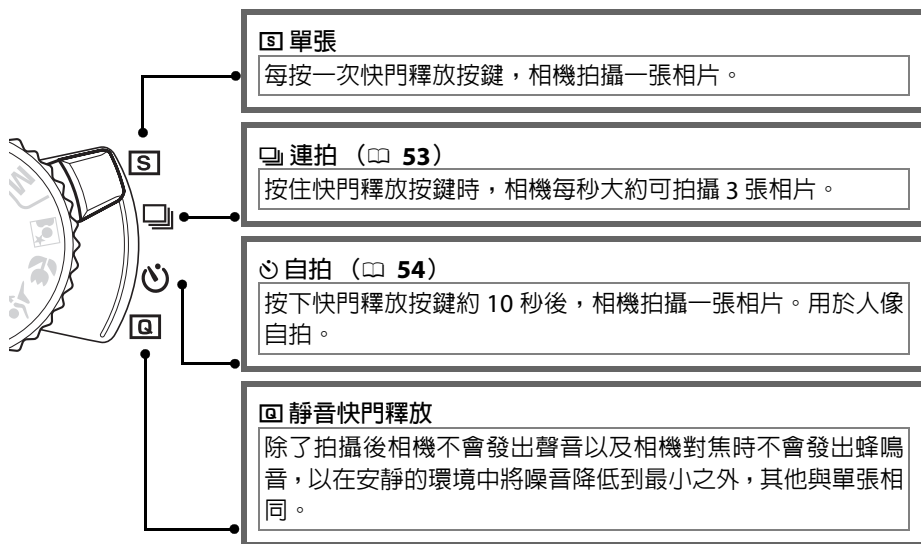 S 單張
每按一次快門釋放按鍵，相機拍攝一張相片。
連拍 （ 53）
按住快門釋放按鍵時，相機每秒大約可拍攝 3 張相片。
自拍 （ 54）
按下快門釋放按鍵約 10 秒後，相機拍攝一張相片。用於人像
自拍。
Q 靜音快門釋放
除了拍攝後相機不會發出聲音以及相機對焦時不會發出蜂鳴
音，以在安靜的環境中將噪音降低到最小之外，其他與單張相
同。
M
S
Q